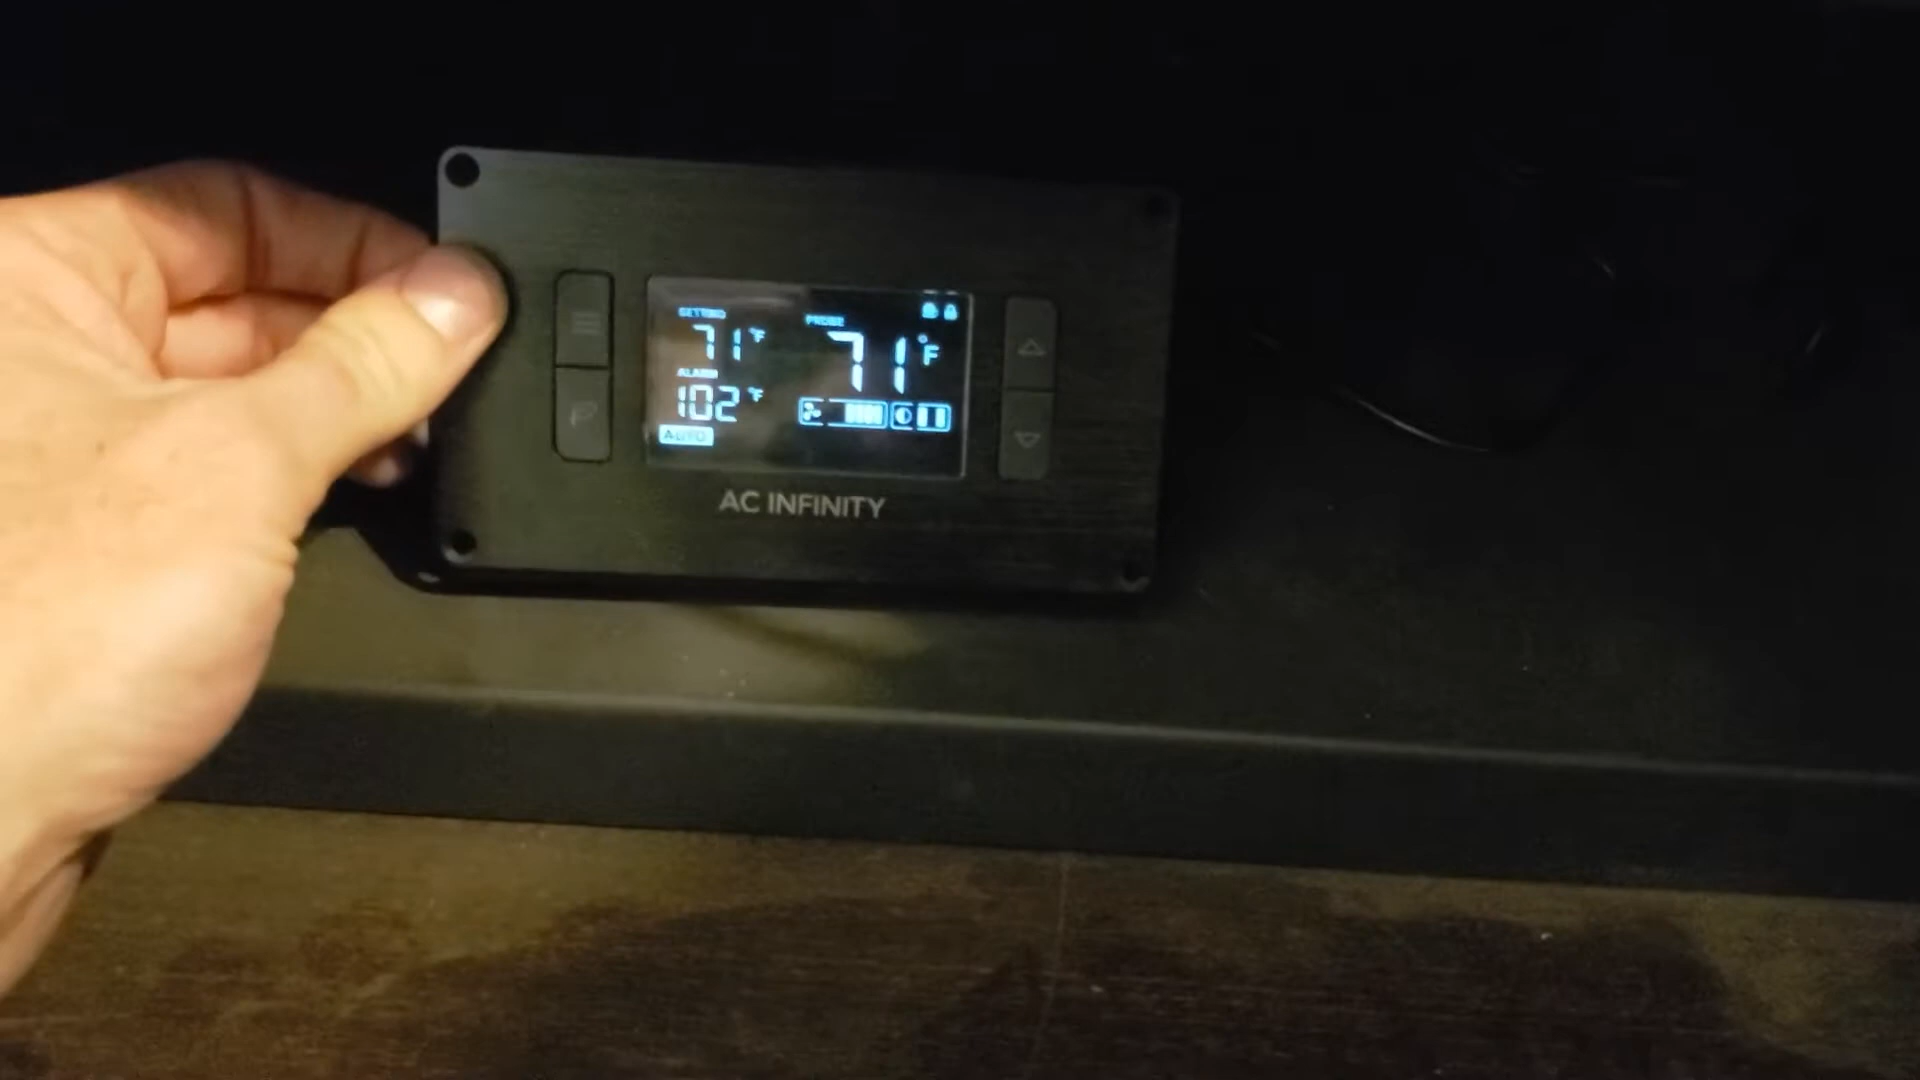 SETTING
PROBE
71°F
71°F
ALARM
102°F
AUTO
P
AC INFINITY